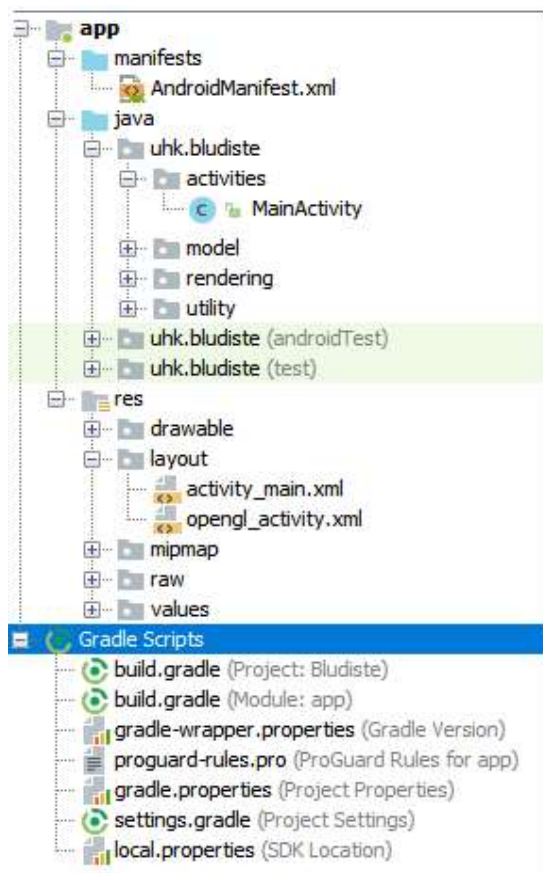 app
manifests
AndroidManifest.xml
java
uhk.bludiste
activities
C MainActivity
model
rendering
utility
uhk.bludiste (androidTest)
uhk.bludiste (test)
res
drawable
layout
activity_main.xml
opengl_activity.xml
mipmap
raw
values
Gradle Scripts
build.gradle (Project: Bludiste)
build.gradle (Module: app)
gradle-wrapper.properties (Gradle Version)
proguard-rules.pro (ProGuard Rules for app)
gradle.properties (Project Properties)
settings.gradle (Project Settings)
local.properties (SDK Location)